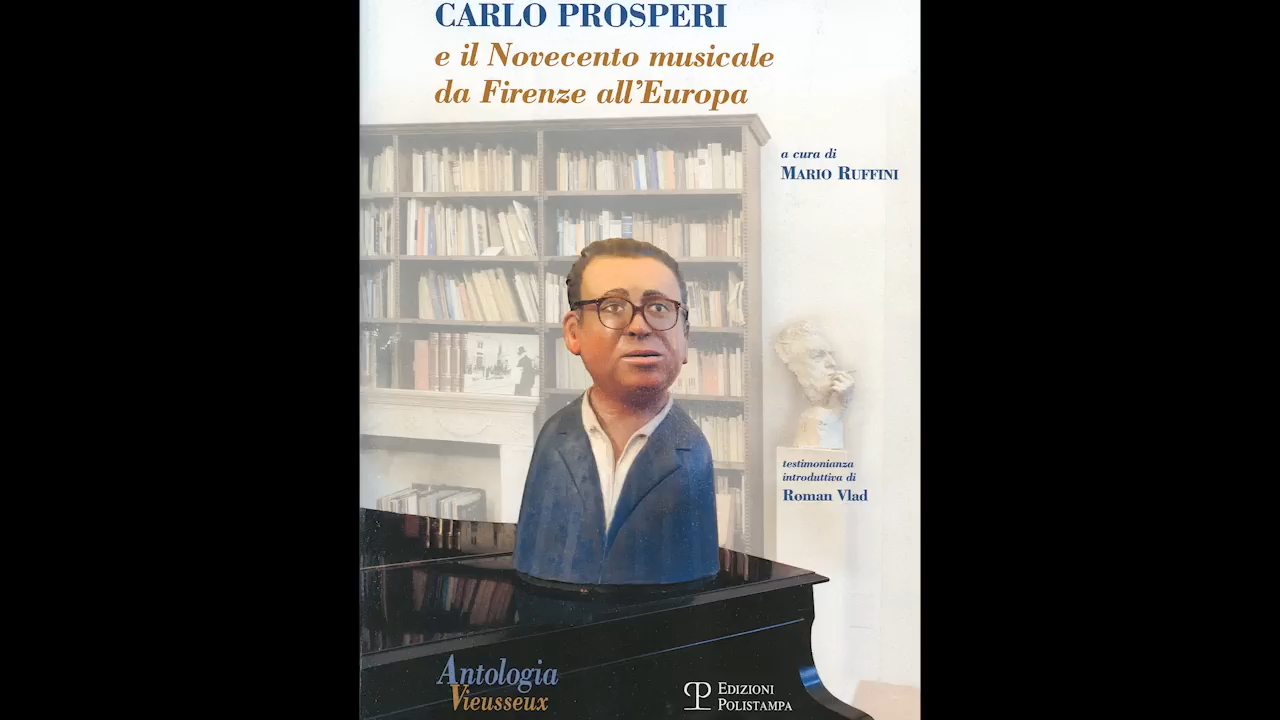 CARLO PROSPERI
e il Novecento musicale
da Firenze all'Europa
a cura di
MARIO RUFFINI
testimonianza
introduttiva di
Roman Vlad
Antologia
Vieusseux
EDIZIONI
POLISTAMPA